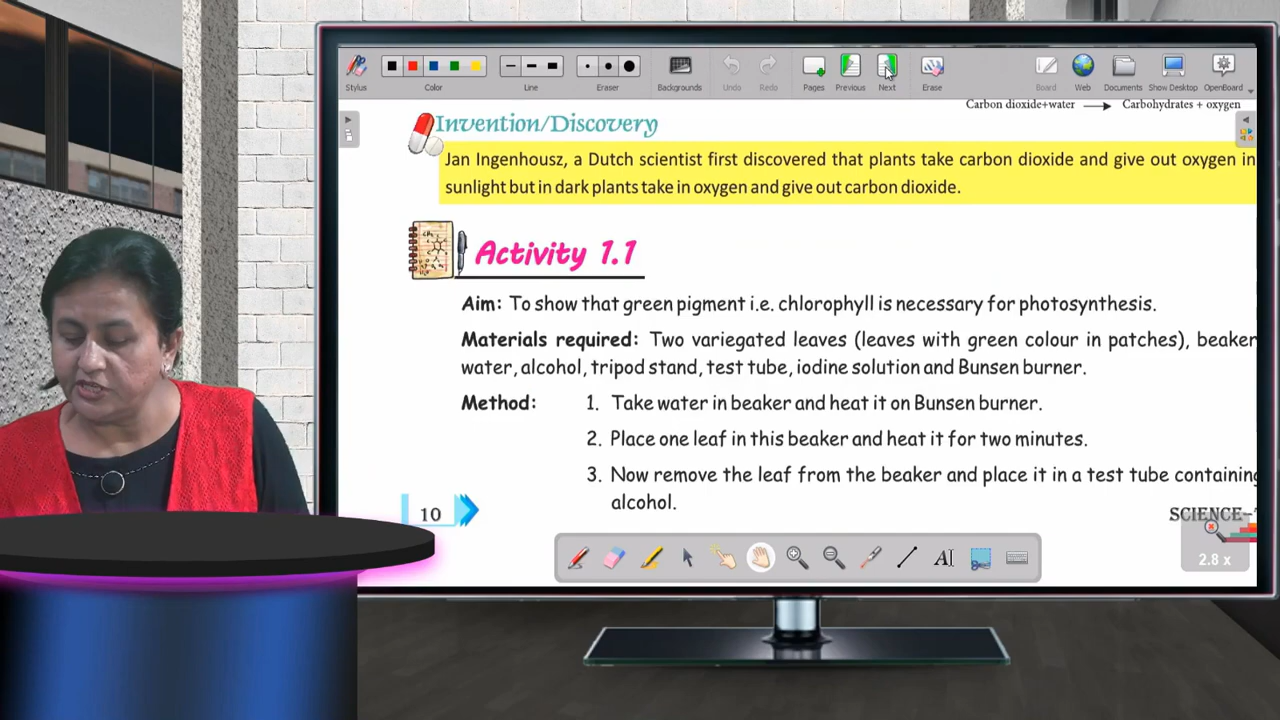 Stylus Color Line Eraser Backgrounds Undo Redo Pages Previous Next Erase Board Web Documents Show Desktop OpenBoard
Carbon dioxide+water → Carbohydrates + oxygen
Invention/Discovery
Jan Ingenhousz, a Dutch scientist first discovered that plants take carbon dioxide and give out oxygen in
sunlight but in dark plants take in oxygen and give out carbon dioxide.
Activity 1.1
Aim: To show that green pigment i.e. chlorophyll is necessary for photosynthesis.
Materials required: Two variegated leaves (leaves with green colour in patches), beaker
water, alcohol, tripod stand, test tube, iodine solution and Bunsen burner.
Method: 1. Take water in beaker and heat it on Bunsen burner.
2. Place one leaf in this beaker and heat it for two minutes.
3. Now remove the leaf from the beaker and place it in a test tube containing
alcohol.
10
SCIENCE-
AI
2.8 x